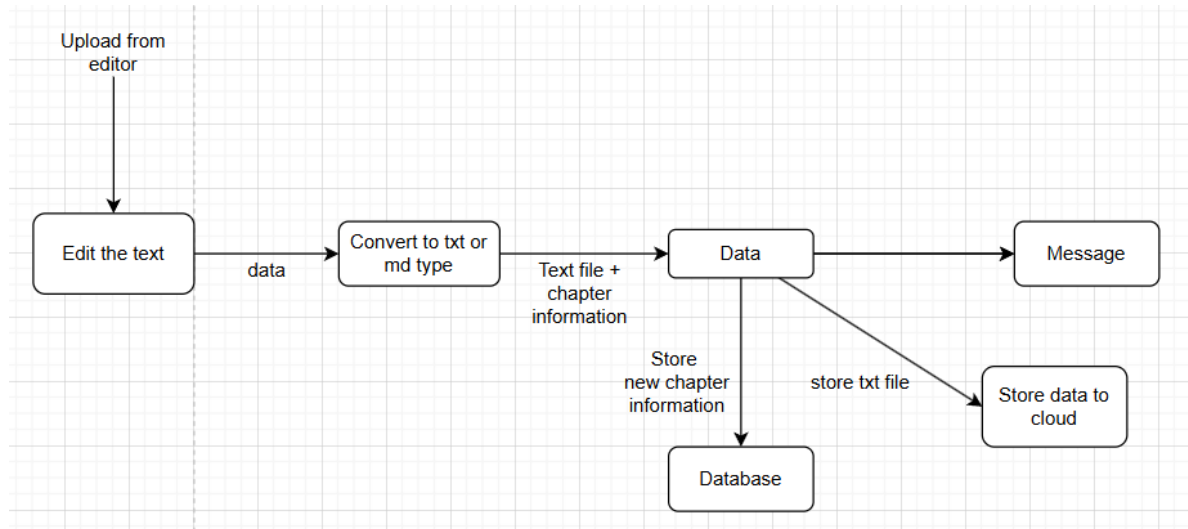 Upload from
editor
Edit the text
data
Convert to txt or
md type
Text file +
chapter
information
Data
Message
Store
new chapter
information
store txt file
Store data to
cloud
Database